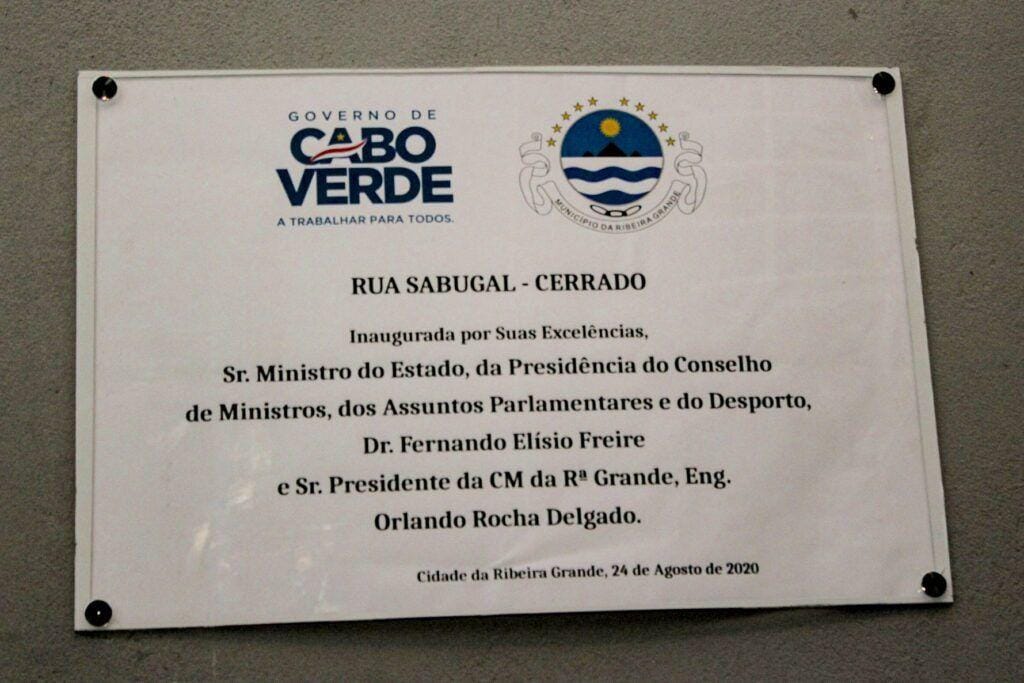 GOVERNO DE
CABO
VERDE
A TRABALHAR PARA TODOS.
MUNICÍPIO DA RIBEIRA GRANDE
RUA SABUGAL - CERRADO
Inaugurada por Suas Excelências,
Sr. Ministro do Estado, da Presidência do Conselho
de Ministros, dos Assuntos Parlamentares e do Desporto,
Dr. Fernando Elísio Freire
e Sr. Presidente da CM da Rª Grande, Eng.
Orlando Rocha Delgado.
Cidade da Ribeira Grande, 24 de Agosto de 2020